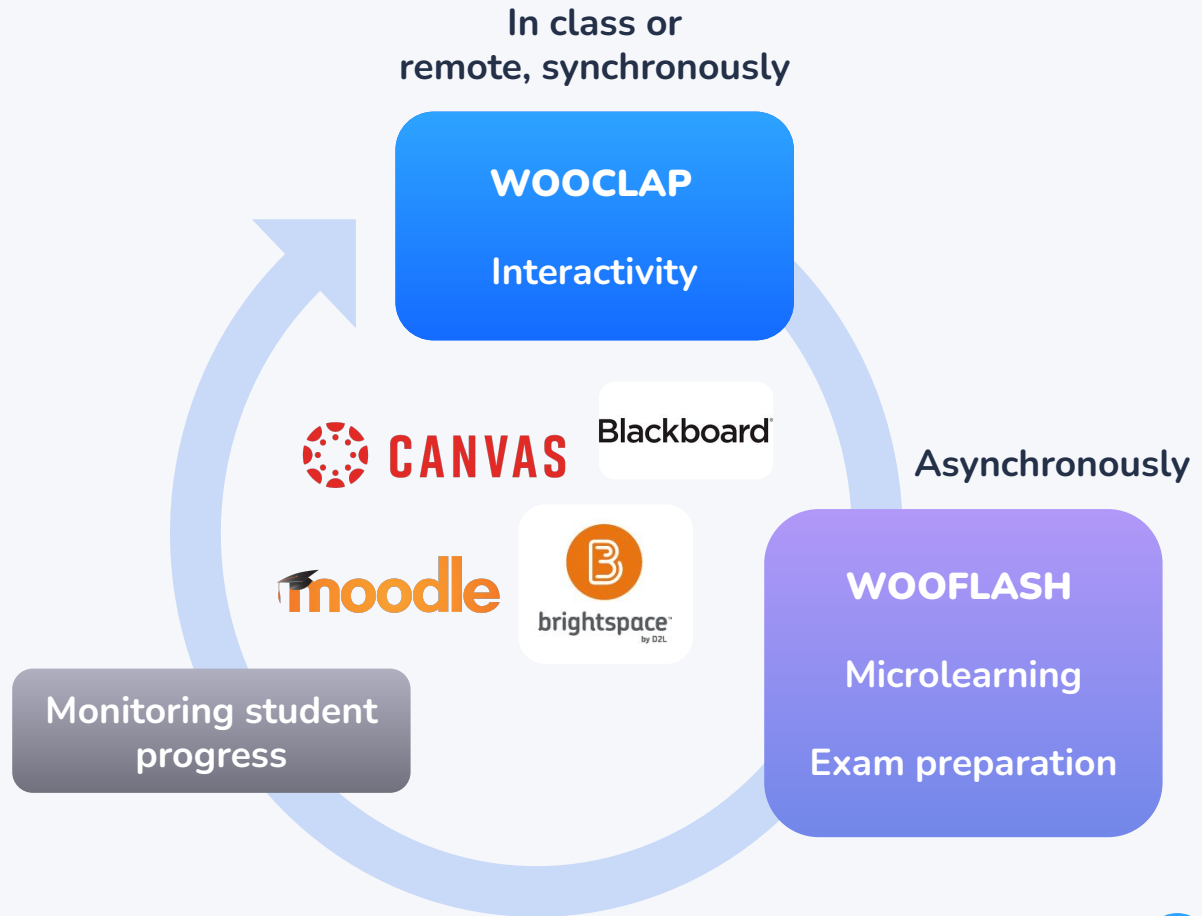 In class or
remote, synchronously
WOOCLAP
Interactivity
CANVAS
Blackboard
Asynchronously
moodle
brightspace™
by D2L
WOOFLASH
Microlearning
Exam preparation
Monitoring student
progress